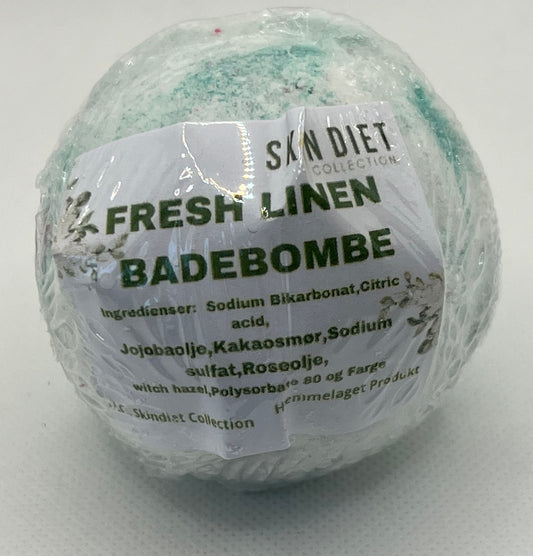 SKN DIET
COLLECTION
FRESH LINEN
BADEBOMBE
Ingredienser: Sodium Bikarbonat,Citric
acid,
Jojobaolje,Kakaosmør,Sodium
sulfat,Roseolje,
witch hazel,Polysorbate 80 og Farge
Skindiet Collection Hemmelaget Produkt